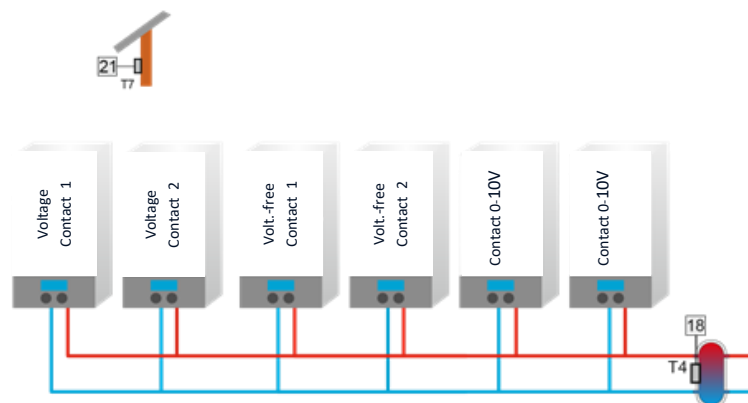 21
T7
Voltage
Contact 1
Voltage
Contact 2
Volt.-free
Contact 1
Volt.-free
Contact 2
Contact 0-10V
Contact 0-10V
18
T4